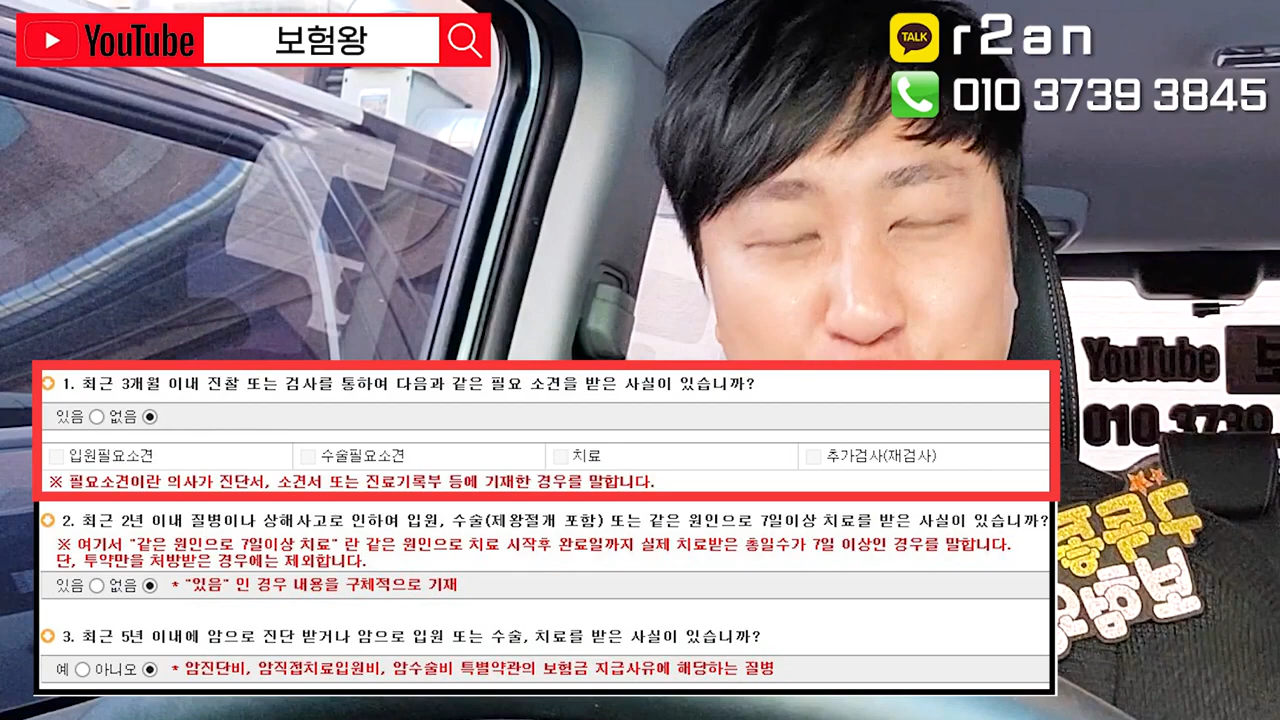 YouTube 보험왕
TALK r2an
010 3739 3845
1. 최근 3개월 이내 진찰 또는 검사를 통하여 다음과 같은 필요 소견을 받은 사실이 있습니까?
있음 없음
입원필요소견 수술필요소견 치료 추가검사(재검사)
※ 필요소견이란 의사가 진단서, 소견서 또는 진료기록부 등에 기재한 경우를 말합니다.
2. 최근 2년 이내 질병이나 상해사고로 인하여 입원, 수술(제왕절개 포함) 또는 같은 원인으로 7일이상 치료를 받은 사실이 있습니까?
※ 여기서 "같은 원인으로 7일이상 치료" 란 같은 원인으로 치료 시작후 완료일까지 실제 치료받은 총일수가 7일 이상인 경우를 말합니다.
단, 투약만을 처방받은 경우에는 제외합니다.
있음 없음 * "있음" 인 경우 내용을 구체적으로 기재
3. 최근 5년 이내에 암으로 진단 받거나 암으로 입원 또는 수술, 치료를 받은 사실이 있습니까?
예 아니오 * 암진단비, 암직접치료입원비, 암수술비 특별약관의 보험금 지급사유에 해당하는 질병
YouTube
010 3739